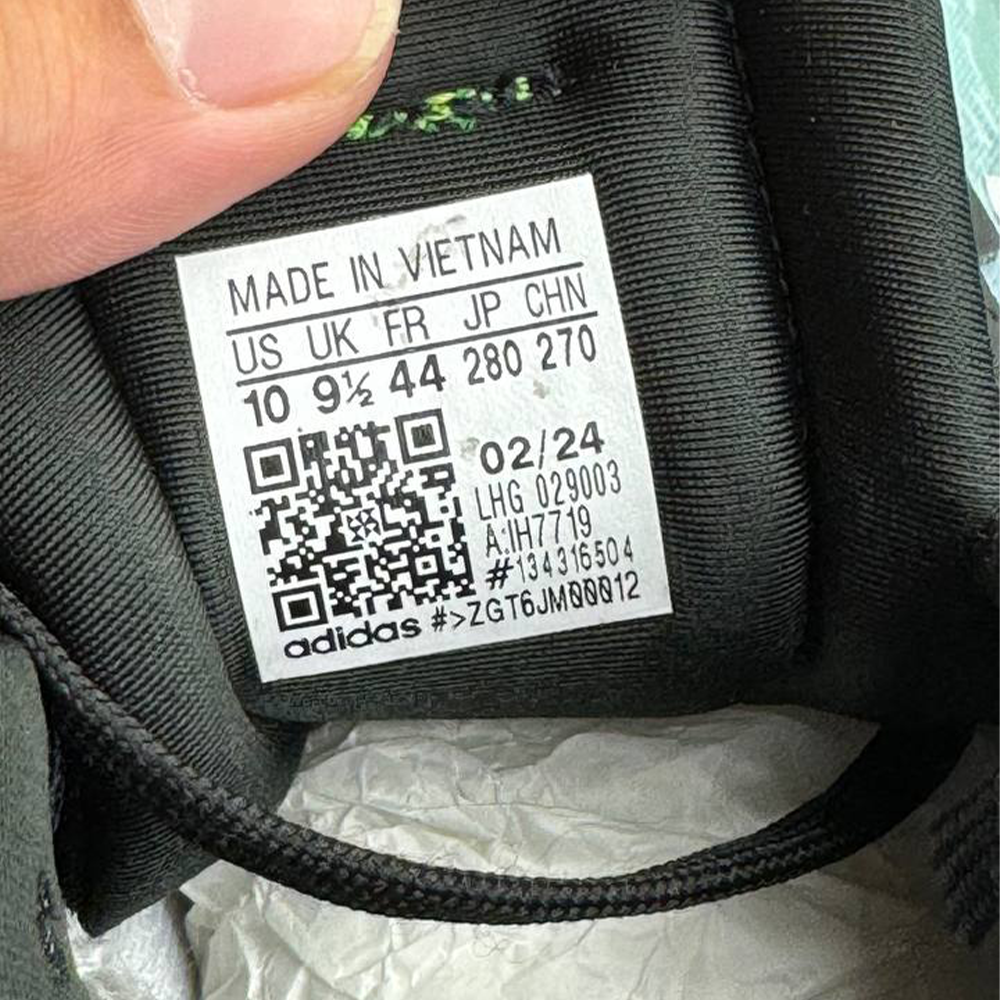 MADE IN VIETNAM
US UK FR JP CHN
10 9½ 44 280 270
02/24
LHG 029003
A:IH7719
#134316504
adidas #>ZGT6JM00012